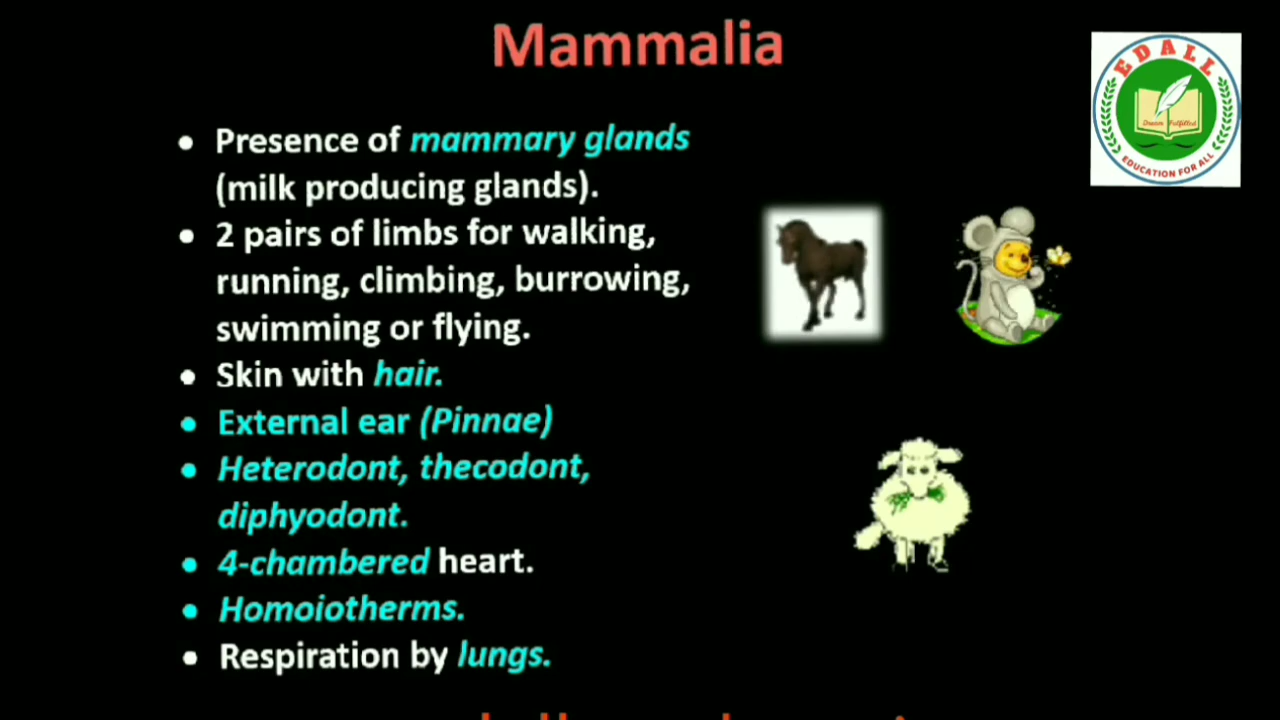 Mammalia
EDALL
Dream Fulfilled
EDUCATION FOR ALL
• Presence of mammary glands
(milk producing glands).
• 2 pairs of limbs for walking,
running, climbing, burrowing,
swimming or flying.
• Skin with hair.
• External ear (Pinnae)
• Heterodont, thecodont,
diphyodont.
• 4-chambered heart.
• Homoiotherms.
• Respiration by lungs.